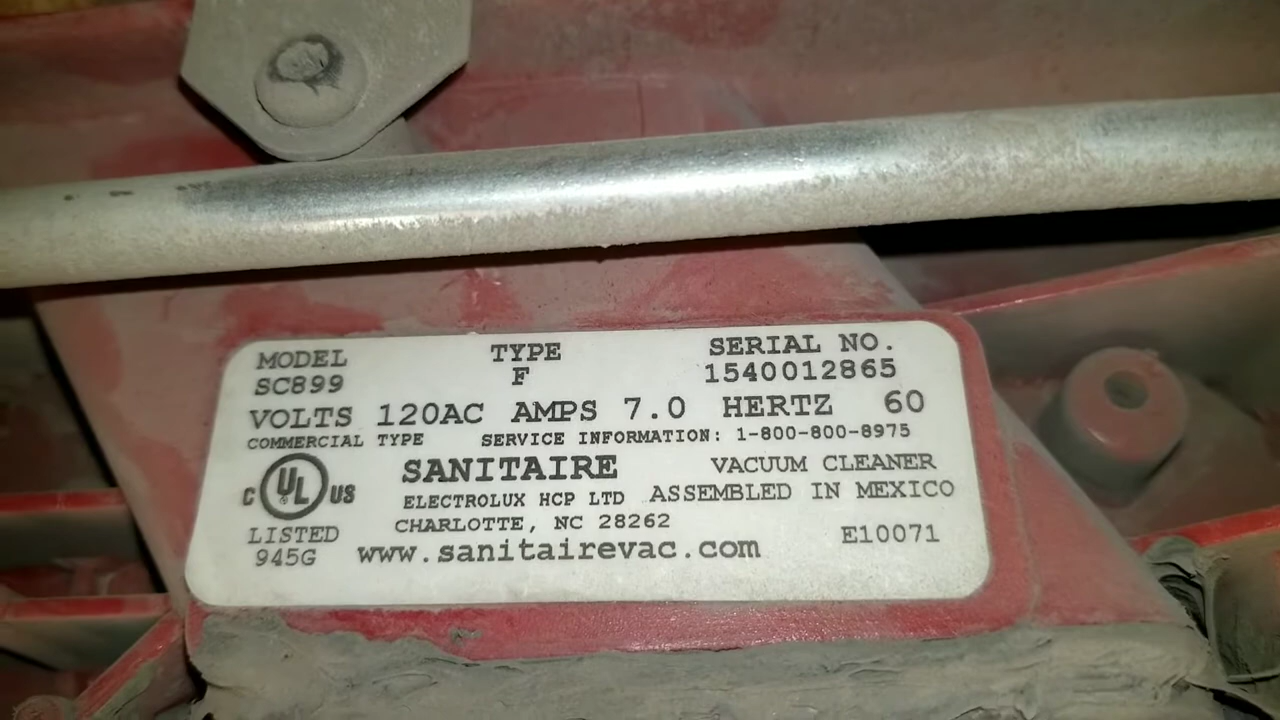 MODEL TYPE SERIAL NO.
SC899 F 1540012865
VOLTS 120AC AMPS 7.0 HERTZ 60
COMMERCIAL TYPE SERVICE INFORMATION: 1-800-800-8975
SANITAIRE VACUUM CLEANER
C UL US ELECTROLUX HCP LTD ASSEMBLED IN MEXICO
LISTED CHARLOTTE, NC 28262
945G www.sanitairevac.com E10071